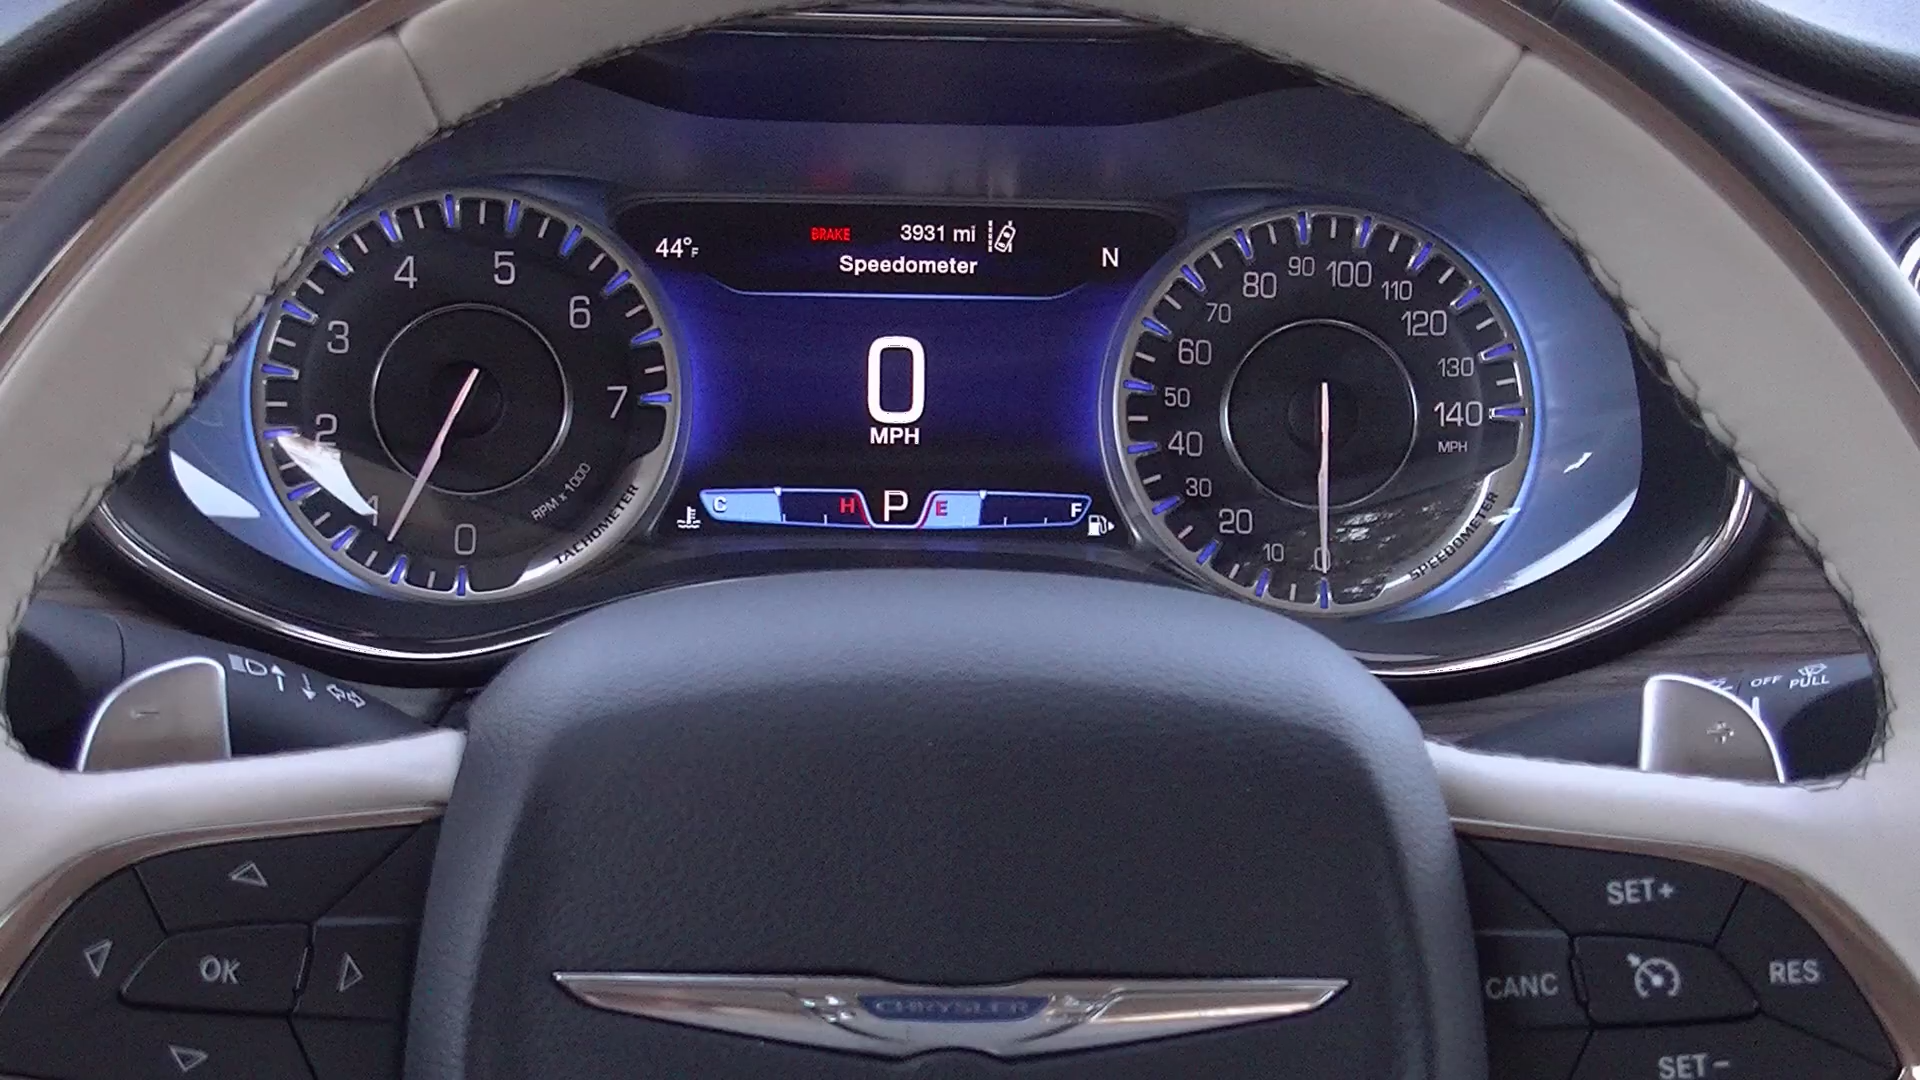 BRAKE 3931 mi
44°F Speedometer N
0
MPH
C H P E F
0 1 2 3 4 5 6 7
RPM x 1000
TACHOMETER
0 10 20 30 40 50 60 70 80 90 100 110 120 130 140
MPH
SPEEDOMETER
OFF PULL
- +
OK
SET+
CANC RES
SET-
CHRYSLER